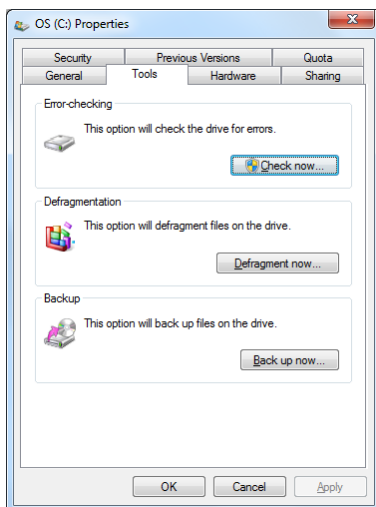 OS (C:) Properties
Security Previous Versions Quota
General Tools Hardware Sharing
Error-checking
This option will check the drive for errors.
Check now...
Defragmentation
This option will defragment files on the drive.
Defragment now...
Backup
This option will back up files on the drive.
Back up now...
OK Cancel Apply